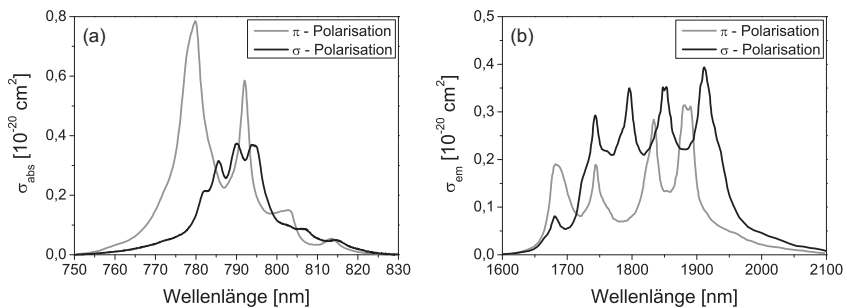 (a)
π - Polarisation
σ - Polarisation
σabs [10-20 cm2]
0,8
0,6
0,4
0,2
0,0
750 760 770 780 790 800 810 820 830
Wellenlänge [nm]
(b)
π - Polarisation
σ - Polarisation
σem [10-20 cm2]
0,5
0,4
0,3
0,2
0,1
0,0
1600 1700 1800 1900 2000 2100
Wellenlänge [nm]